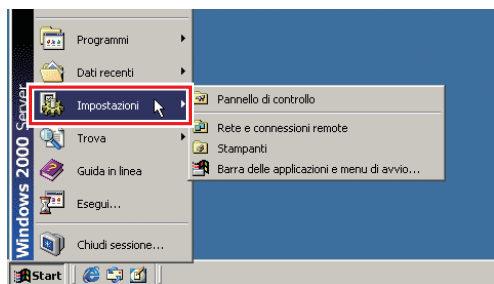 Windows 2000 Server
Programmi
Dati recenti
Impostazioni
Trova
Guida in linea
Esegui...
Chiudi sessione...
Pannello di controllo
Rete e connessioni remote
Stampanti
Barra delle applicazioni e menu di avvio...
Start